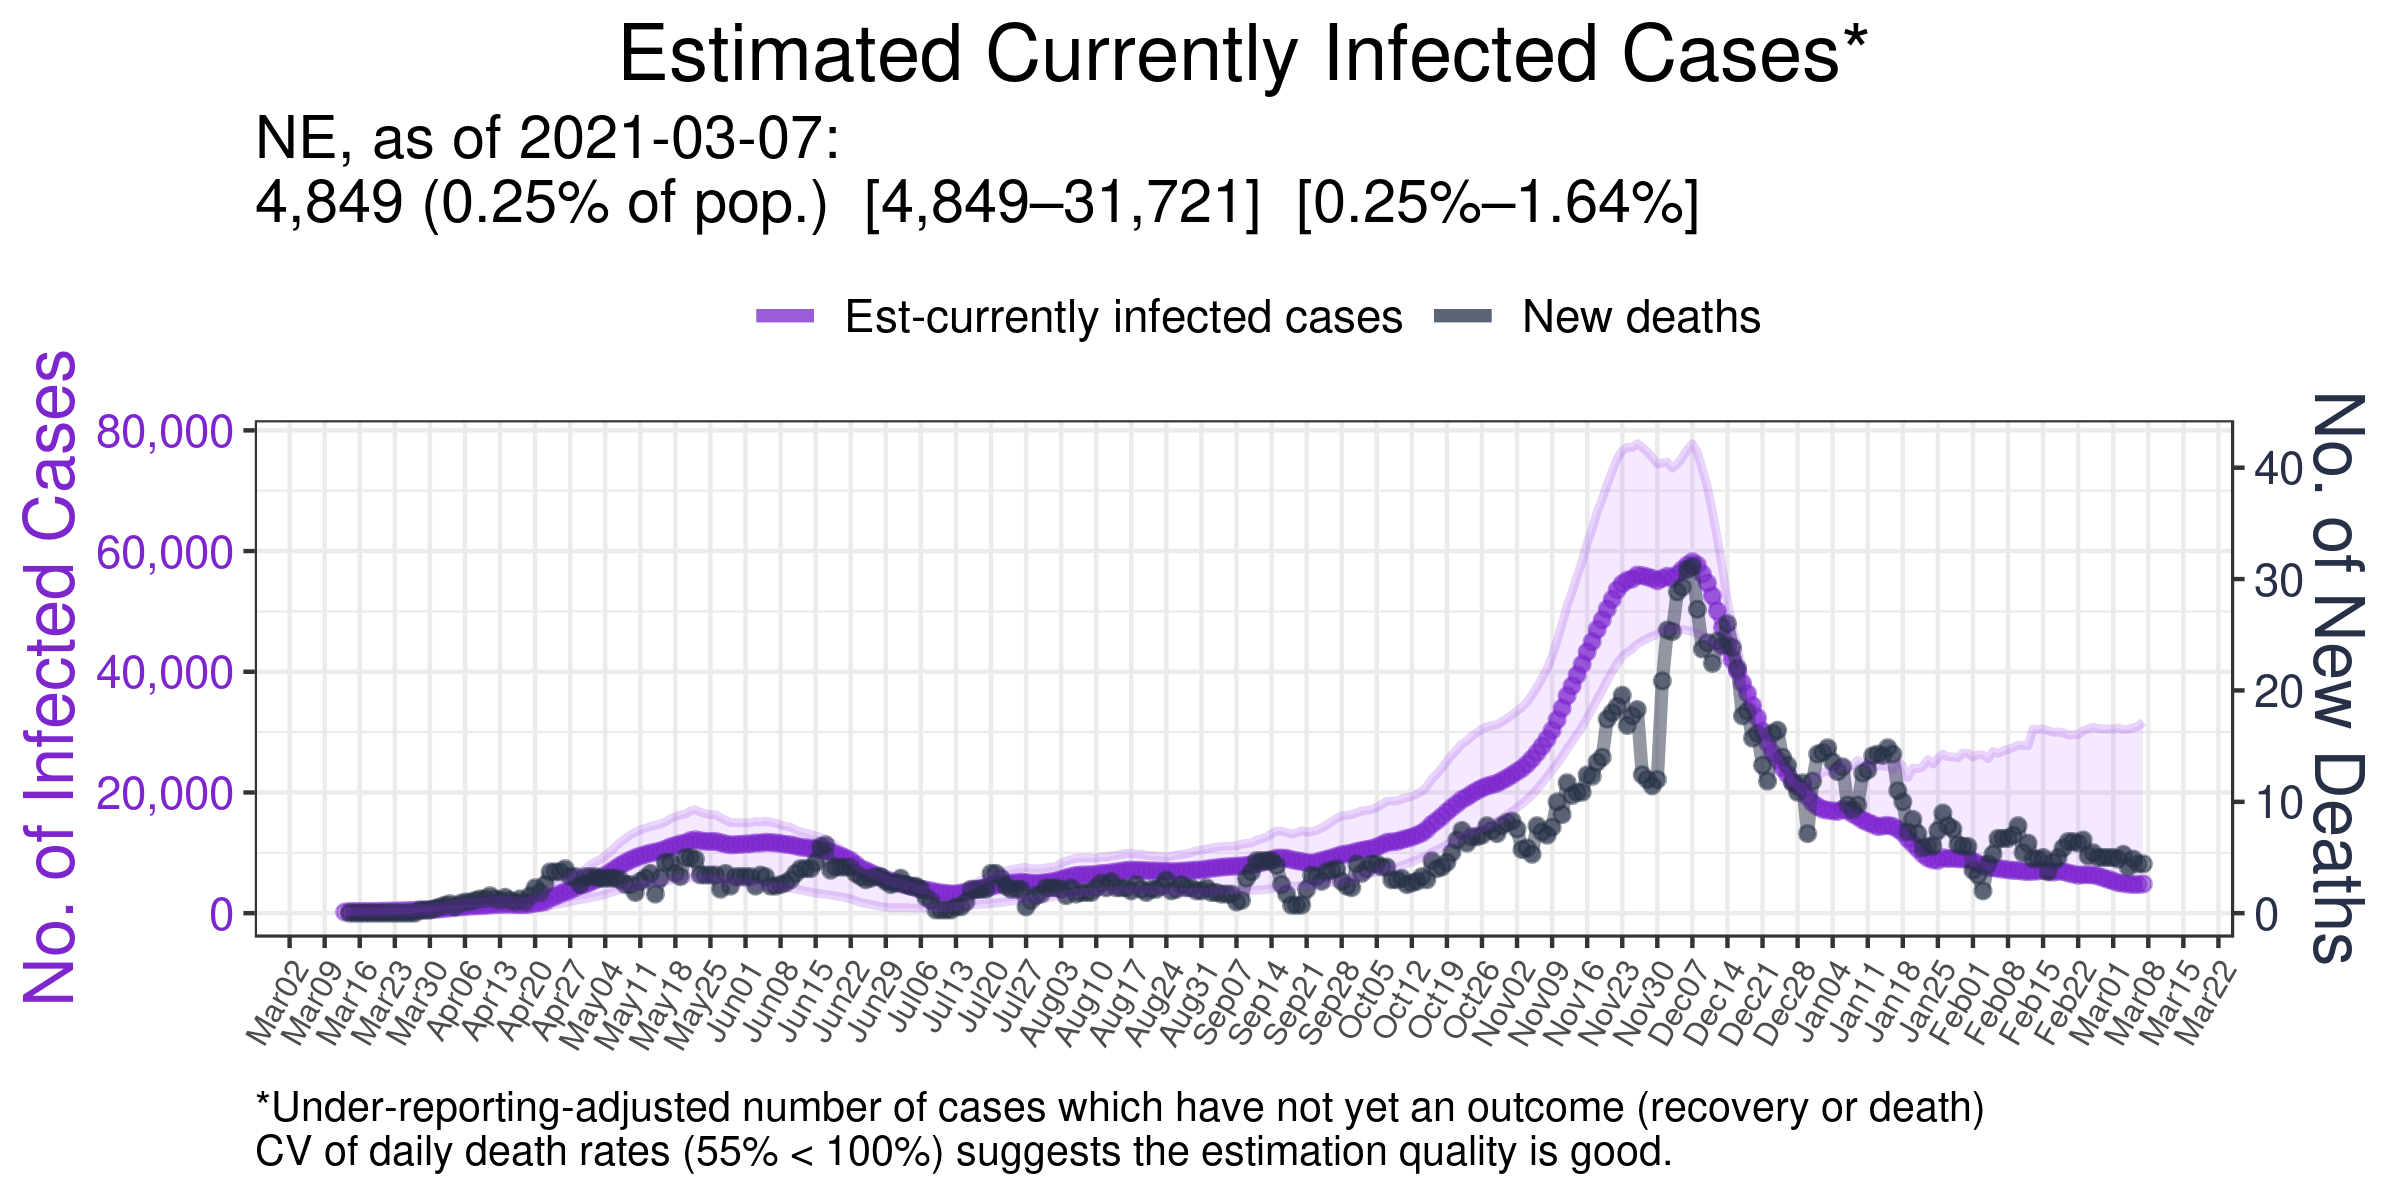 Estimated Currently Infected Cases*
NE, as of 2021-03-07:
4,849 (0.25% of pop.)  [4,849–31,721]  [0.25%–1.64%]
Est-currently infected cases
New deaths
No. of Infected Cases
80,000
60,000
40,000
20,000
0
40
30
20
10
0
No. of New Deaths
Mar02
Mar09
Mar16
Mar23
Mar30
Apr06
Apr13
Apr20
Apr27
May04
May11
May18
May25
Jun01
Jun08
Jun15
Jun22
Jun29
Jul06
Jul13
Jul20
Jul27
Aug03
Aug10
Aug17
Aug24
Aug31
Sep07
Sep14
Sep21
Sep28
Oct05
Oct12
Oct19
Oct26
Nov02
Nov09
Nov16
Nov23
Nov30
Dec07
Dec14
Dec21
Dec28
Jan04
Jan11
Jan18
Jan25
Feb01
Feb08
Feb15
Feb22
Mar01
Mar08
Mar15
Mar22
*Under-reporting-adjusted number of cases which have not yet an outcome (recovery or death)
CV of daily death rates (55% < 100%) suggests the estimation quality is good.